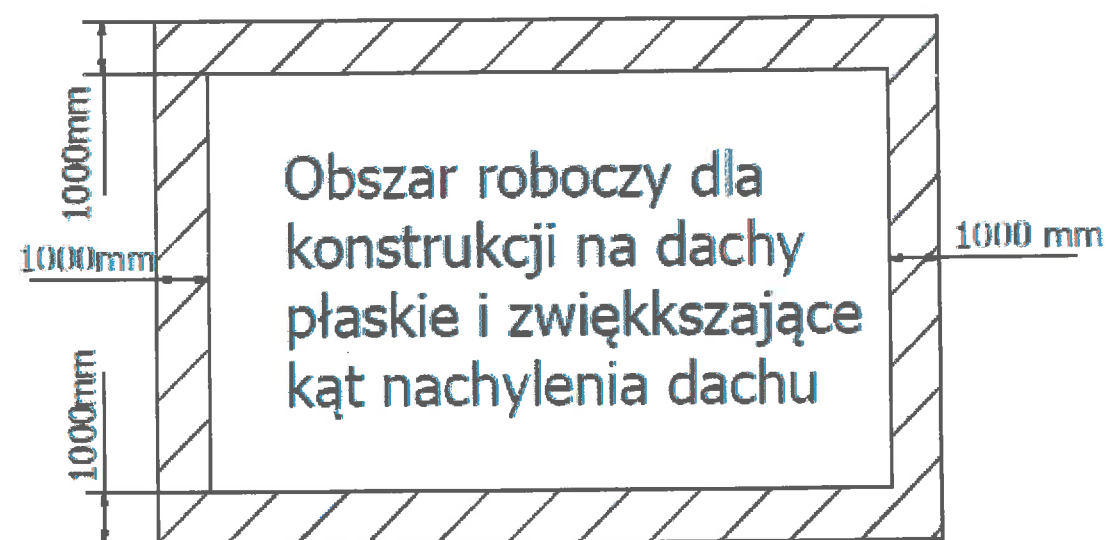 1000mm
Obszar roboczy dla
konstrukcji na dachy
płaskie i zwiękkszające
kąt nachylenia dachu
1000mm
1000 mm
1000mm